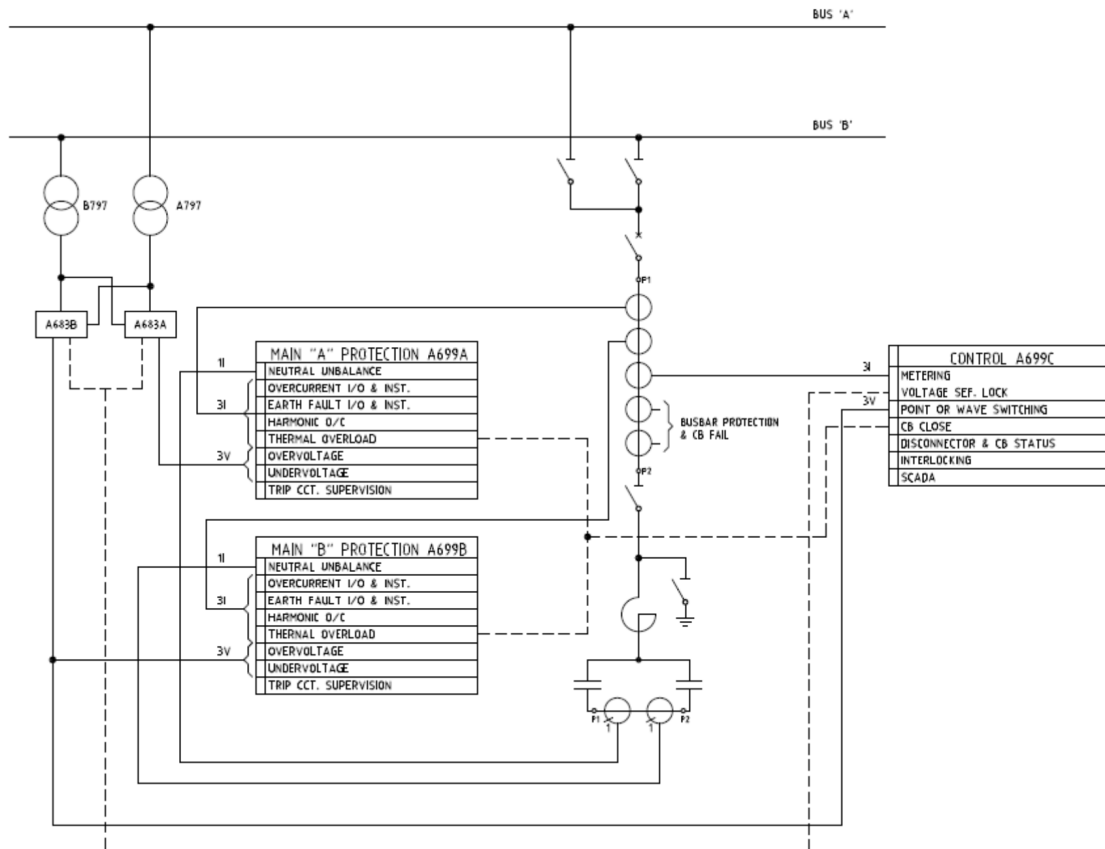 BUS 'A'
BUS 'B'
B797
A797
A683B
A683A
P1
MAIN "A" PROTECTION A699A
1I
NEUTRAL UNBALANCE
OVERCURRENT I/O & INST.
3I
EARTH FAULT I/O & INST.
HARMONIC O/C
THERMAL OVERLOAD
3V
OVERVOLTAGE
UNDERVOLTAGE
TRIP CCT. SUPERVISION
BUSBAR PROTECTION
& CB FAIL
P2
CONTROL A699C
3I
METERING
VOLTAGE SEF. LOCK
3V
POINT OR WAVE SWITCHING
CB CLOSE
DISCONNECTOR & CB STATUS
INTERLOCKING
SCADA
MAIN "B" PROTECTION A699B
1I
NEUTRAL UNBALANCE
OVERCURRENT I/O & INST.
3I
EARTH FAULT I/O & INST.
HARMONIC O/C
THENAL OVERLOAD
3V
OVERVOLTAGE
UNDERVOLTAGE
TRIP CCT. SUPERVISION
P1
1
1
P2